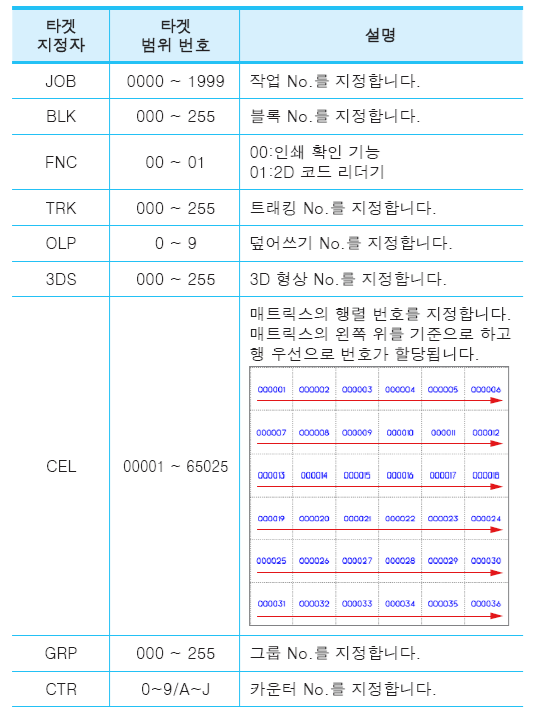 타겟 지정자 타겟 범위 번호 설명
JOB 0000 ~ 1999 작업 No.를 지정합니다.
BLK 000 ~ 255 블록 No.를 지정합니다.
FNC 00 ~ 01 00:인쇄 확인 기능
01:2D 코드 리더기
TRK 000 ~ 255 트래킹 No.를 지정합니다.
OLP 0 ~ 9 덮어쓰기 No.를 지정합니다.
3DS 000 ~ 255 3D 형상 No.를 지정합니다.
CEL 00001 ~ 65025 매트릭스의 행렬 번호를 지정합니다.
매트릭스의 왼쪽 위를 기준으로 하고
행 우선으로 번호가 할당됩니다.
000001 000002 000003 000004 000005 000006
000007 000008 000009 000010 000011 000012
000013 000014 000015 000016 000017 000018
000019 000020 000021 000022 000023 000024
000025 000026 000027 000028 000029 000030
000031 000032 000033 000034 000035 000036
GRP 000 ~ 255 그룹 No.를 지정합니다.
CTR 0~9/A~J 카운터 No.를 지정합니다.